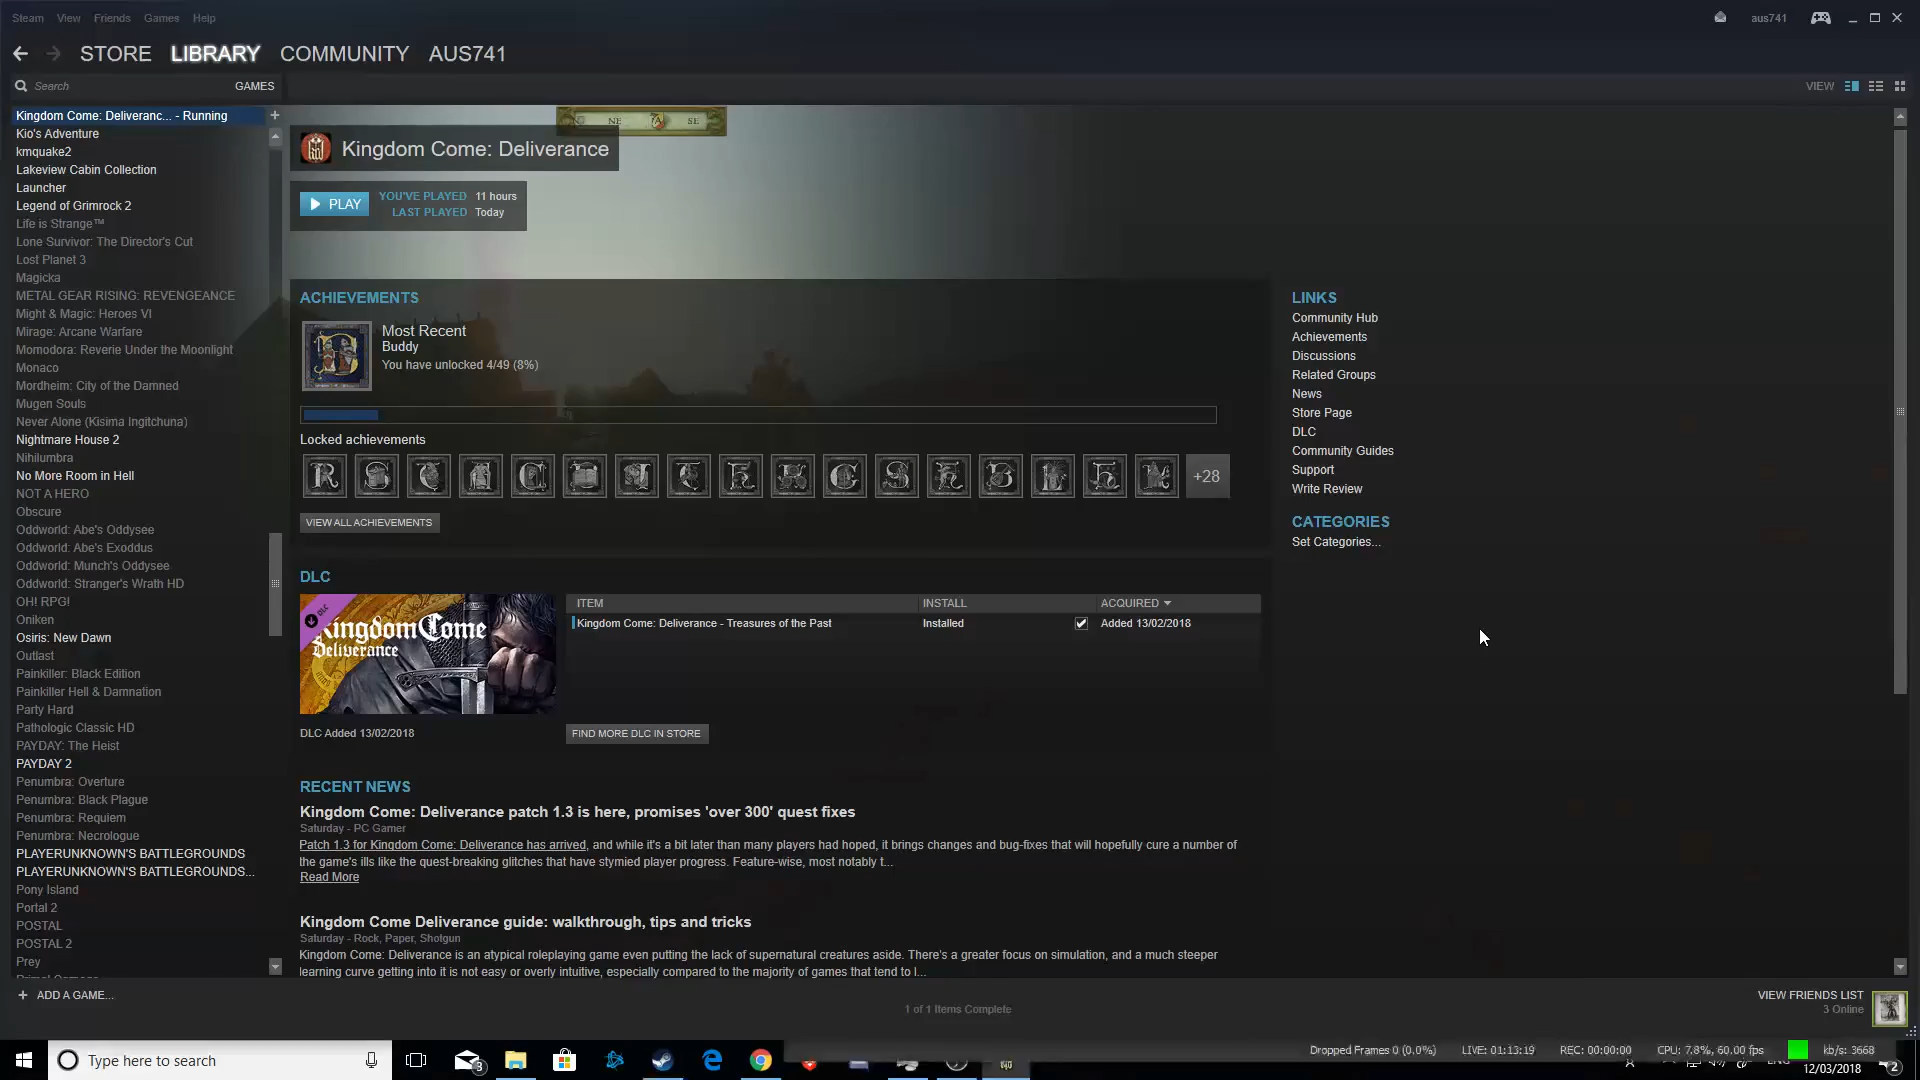 Steam View Friends Games Help
aus741
STORE LIBRARY COMMUNITY AUS741
Search GAMES
VIEW
Kingdom Come: Deliveranc... - Running
Kio's Adventure
kmquake2
Lakeview Cabin Collection
Launcher
Legend of Grimrock 2
Life is Strange™
Lone Survivor: The Director's Cut
Lost Planet 3
Magicka
METAL GEAR RISING: REVENGEANCE
Might & Magic: Heroes VI
Mirage: Arcane Warfare
Momodora: Reverie Under the Moonlight
Monaco
Mordheim: City of the Damned
Mugen Souls
Never Alone (Kisima Ingitchuna)
Nightmare House 2
Nihilumbra
No More Room in Hell
NOT A HERO
Obscure
Oddworld: Abe's Oddysee
Oddworld: Abe's Exoddus
Oddworld: Munch's Oddysee
Oddworld: Stranger's Wrath HD
OH! RPG!
Oniken
Osiris: New Dawn
Outlast
Painkiller: Black Edition
Painkiller Hell & Damnation
Party Hard
Pathologic Classic HD
PAYDAY: The Heist
PAYDAY 2
Penumbra: Overture
Penumbra: Black Plague
Penumbra: Requiem
Penumbra: Necrologue
PLAYERUNKNOWN'S BATTLEGROUNDS
PLAYERUNKNOWN'S BATTLEGROUNDS...
Pony Island
Portal 2
POSTAL
POSTAL 2
Prey
+ ADD A GAME...
NE SE
Kingdom Come: Deliverance
PLAY
YOU'VE PLAYED 11 hours
LAST PLAYED Today
ACHIEVEMENTS
Most Recent
Buddy
You have unlocked 4/49 (8%)
Locked achievements
+28
VIEW ALL ACHIEVEMENTS
DLC
DLC
Kingdom Come
Deliverance
ITEM INSTALL ACQUIRED
Kingdom Come: Deliverance - Treasures of the Past Installed Added 13/02/2018
DLC Added 13/02/2018
FIND MORE DLC IN STORE
RECENT NEWS
Kingdom Come: Deliverance patch 1.3 is here, promises 'over 300' quest fixes
Saturday - PC Gamer
Patch 1.3 for Kingdom Come: Deliverance has arrived, and while it's a bit later than many players had hoped, it brings changes and bug-fixes that will hopefully cure a number of
the game's ills like the quest-breaking glitches that have stymied player progress. Feature-wise, most notably t...
Read More
Kingdom Come Deliverance guide: walkthrough, tips and tricks
Saturday - Rock, Paper, Shotgun
Kingdom Come: Deliverance is an atypical roleplaying game even putting the lack of supernatural creatures aside. There's a greater focus on simulation, and a much steeper
learning curve getting into it is not easy or overly intuitive, especially compared to the majority of games that tend to l...
LINKS
Community Hub
Achievements
Discussions
Related Groups
News
Store Page
DLC
Community Guides
Support
Write Review
CATEGORIES
Set Categories...
1 of 1 Items Complete
VIEW FRIENDS LIST
3 Online
Type here to search
3
Dropped Frames 0 (0.0%) LIVE: 01:13:19 REC: 00:00:00 CPU: 7.8%, 60.00 fps kb/s: 3668
12/03/2018
2